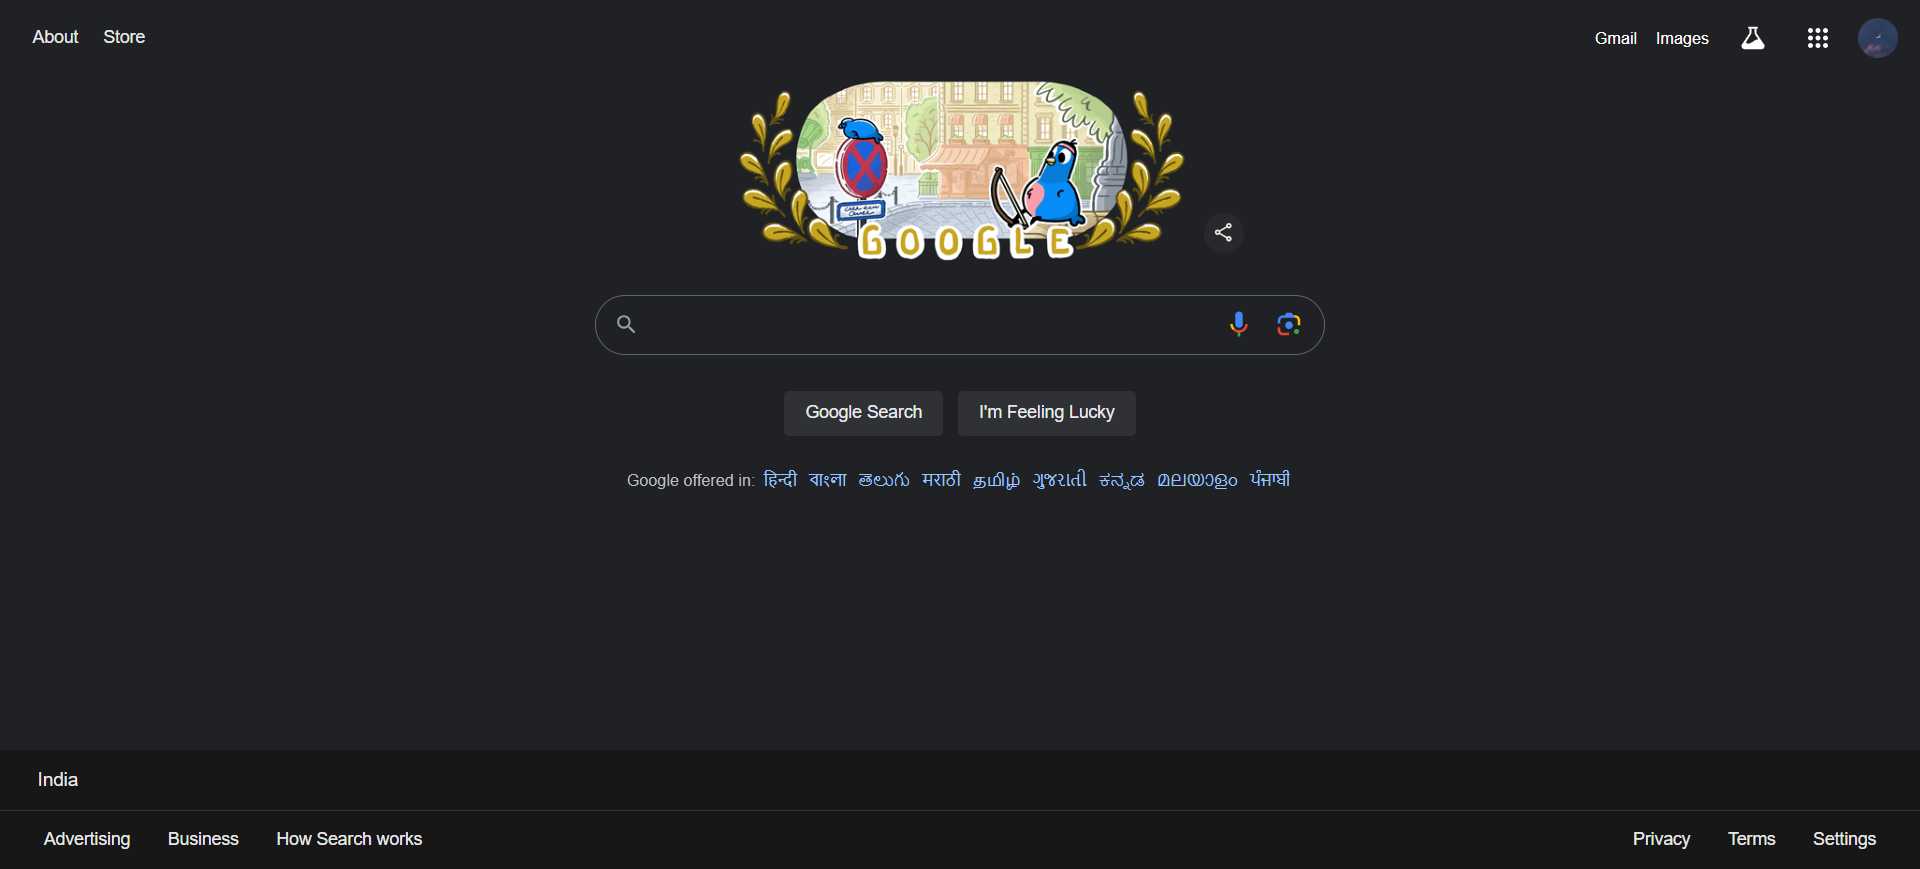 About Store
Gmail Images
GOOGLE
Google Search I'm Feeling Lucky
Google offered in: हिन्दी বাংলা తెలుగు मराठी தமிழ் ગુજરાતી ಕನ್ನಡ മലയാളം ਪੰਜਾਬੀ
India
Advertising Business How Search works
Privacy Terms Settings